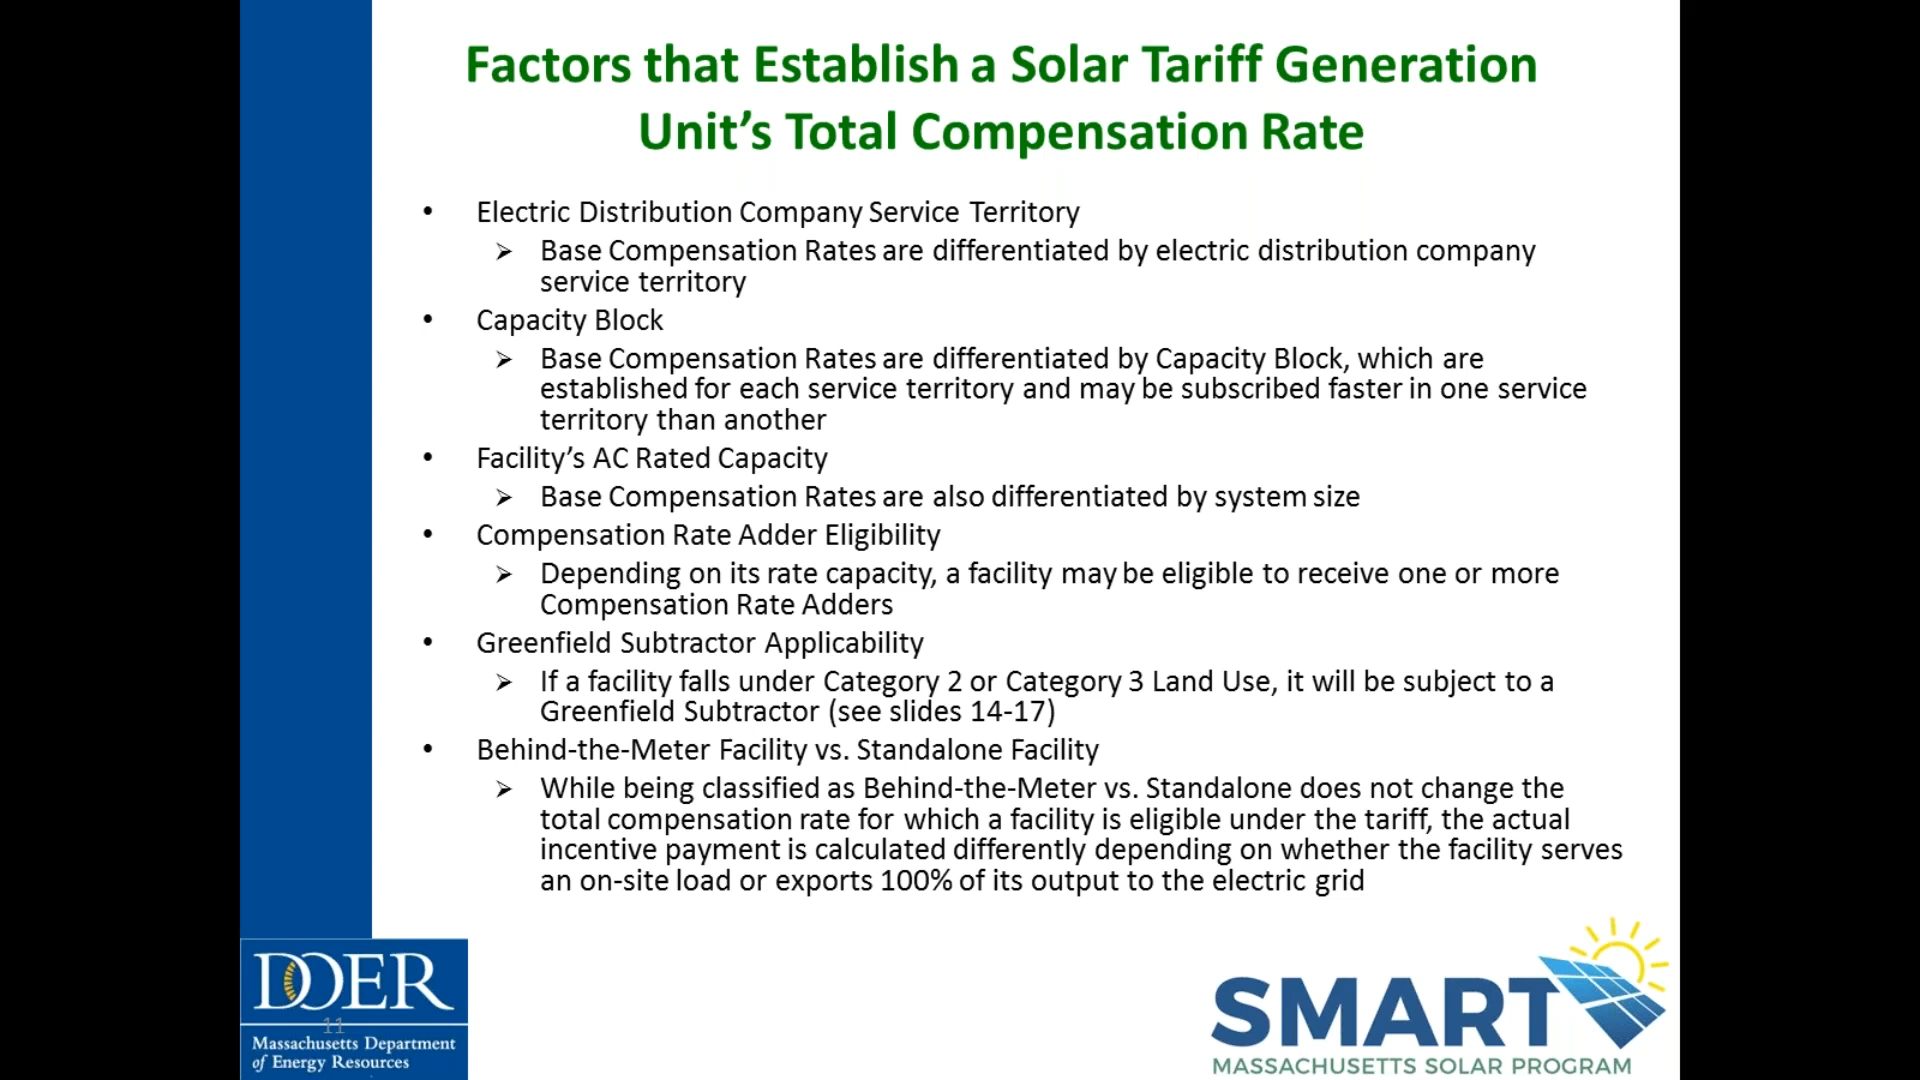 Factors that Establish a Solar Tariff Generation
Unit’s Total Compensation Rate
• Electric Distribution Company Service Territory
➢ Base Compensation Rates are differentiated by electric distribution company
service territory
• Capacity Block
➢ Base Compensation Rates are differentiated by Capacity Block, which are
established for each service territory and may be subscribed faster in one service
territory than another
• Facility’s AC Rated Capacity
➢ Base Compensation Rates are also differentiated by system size
• Compensation Rate Adder Eligibility
➢ Depending on its rate capacity, a facility may be eligible to receive one or more
Compensation Rate Adders
• Greenfield Subtractor Applicability
➢ If a facility falls under Category 2 or Category 3 Land Use, it will be subject to a
Greenfield Subtractor (see slides 14-17)
• Behind-the-Meter Facility vs. Standalone Facility
➢ While being classified as Behind-the-Meter vs. Standalone does not change the
total compensation rate for which a facility is eligible under the tariff, the actual
incentive payment is calculated differently depending on whether the facility serves
an on-site load or exports 100% of its output to the electric grid
DOER
11
Massachusetts Department
of Energy Resources
SMART
MASSACHUSETTS SOLAR PROGRAM